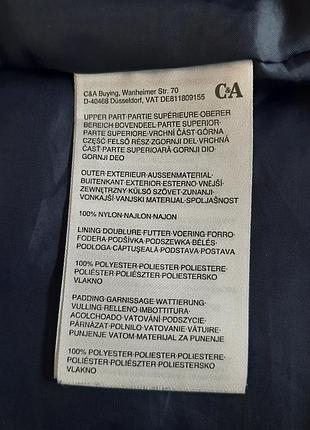 C&A Buying, Wanheimer Str. 70
D-40468 Düsseldorf, VAT DE811809155
C&A
UPPER PART·PARTIE SUPÉRIEURE·OBERER
BEREICH·BOVENDEEL·PARTE SUPERIOR·
PARTE SUPERIORE·VRCHNÍ ČÁST·GÓRNA
CZĘŚĆ·FELSŐ RÉSZ·ZGORNJI DEL·VRCHNÁ
ČASŤ·PARTE SUPERIOARĂ·GORNJI DIO·
GORNJI DEO
OUTER·EXTERIEUR·AUSSENMATERIAL·
BUITENKANT·EXTERIOR·ESTERNO·VNĚJŠÍ·
ZEWNĘTRZNY·KÜLSŐ SZÖVET·ZUNANJI·
VONKAJŠÍ·VANJSKI MATERIJAL·SPOLJAŠNOST
100% NYLON·NAJLON·NAJON
LINING·DOUBLURE·FUTTER·VOERING·FORRO·
FODERA·PODŠÍVKA·PODSZEWKA·BÉLÉS·
PODLOGA·CĂPTUŞEALĂ·PODSTAVA·POSTAVA
100% POLYESTER·POLIESTER·POLIESTERE·
POLIÉSTER·POLIÉSZTER·POLIESTERSKO
VLAKNO
PADDING·GARNISSAGE·WATTIERUNG·
VULLING·RELLENO·IMBOTTITURA·
ACOLCHOADO·VATOVÁNÍ·PODSZYCIE·
PÁRNÁZAT·POLNILO·VATOVANIE·VĂTUIRE·
PUNJENJE·VATOM·MATERIJAL ZA PUNJENJE
100% POLYESTER·POLIESTER·POLIESTERE·
POLIÉSTER·POLIÉSZTER·POLIESTERSKO
VLAKNO